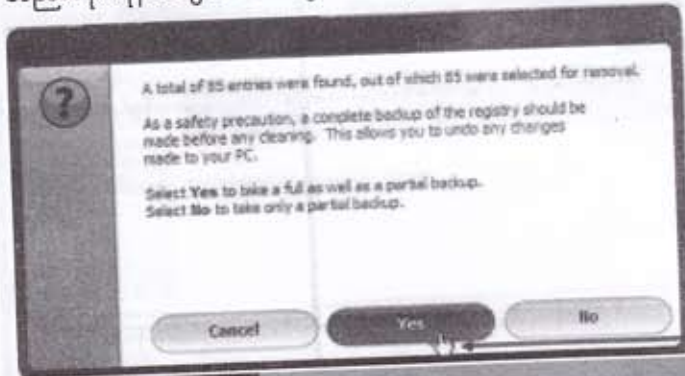 A total of 85 entries were found, out of which 85 were selected for removal.
As a safety precaution, a complete backup of the registry should be
made before any cleaning. This allows you to undo any changes
made to your PC.
Select Yes to take a full as well as a partial backup.
Select No to take only a partial backup.
Cancel
Yes
No